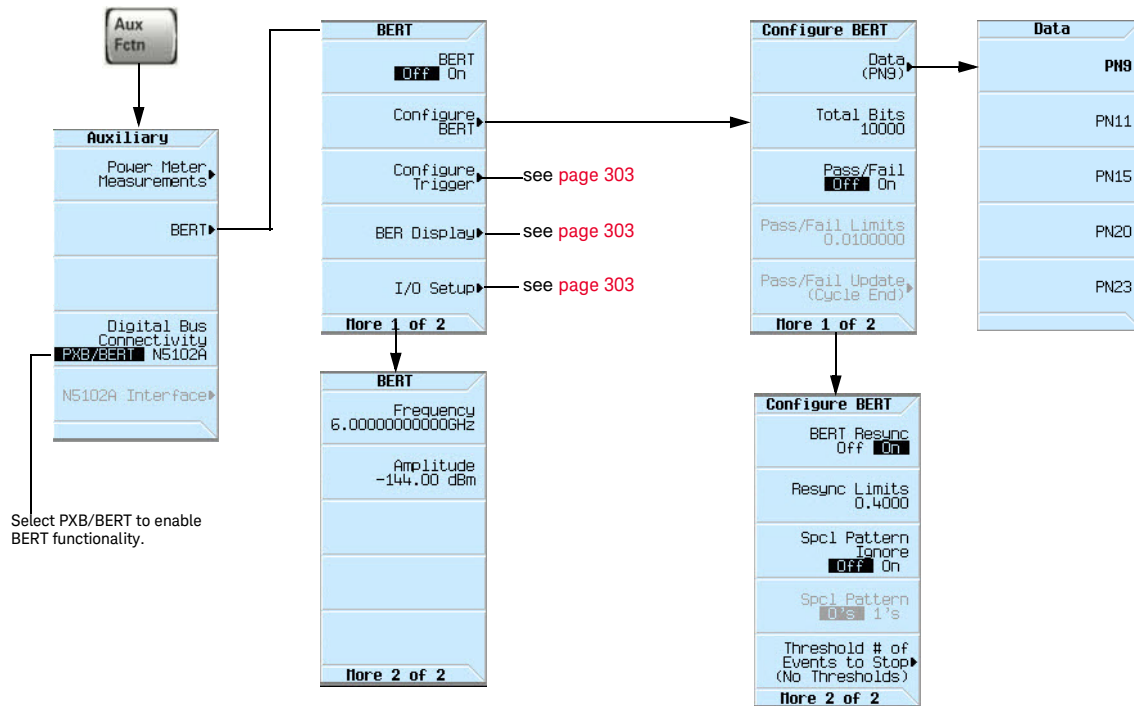 Aux
Fctn
Auxiliary
Power Meter
Measurements
BERT
Digital Bus
Connectivity
PXB/BERT N5102A
N5102A Interface
Select PXB/BERT to enable
BERT functionality.
BERT
BERT
Off On
Configure
BERT
Configure
Trigger
see page 303
BER Display
see page 303
I/O Setup
see page 303
More 1 of 2
BERT
Frequency
6.00000000000GHz
Amplitude
-144.00 dBm
More 2 of 2
Configure BERT
Data
(PN9)
Total Bits
10000
Pass/Fail
Off On
Pass/Fail Limits
0.0100000
Pass/Fail Update
(Cycle End)
More 1 of 2
Configure BERT
BERT Resync
Off On
Resync Limits
0.4000
Spcl Pattern
Ignore
Off On
Spcl Pattern
0's 1's
Threshold # of
Events to Stop
(No Thresholds)
More 2 of 2
Data
PN9
PN11
PN15
PN20
PN23